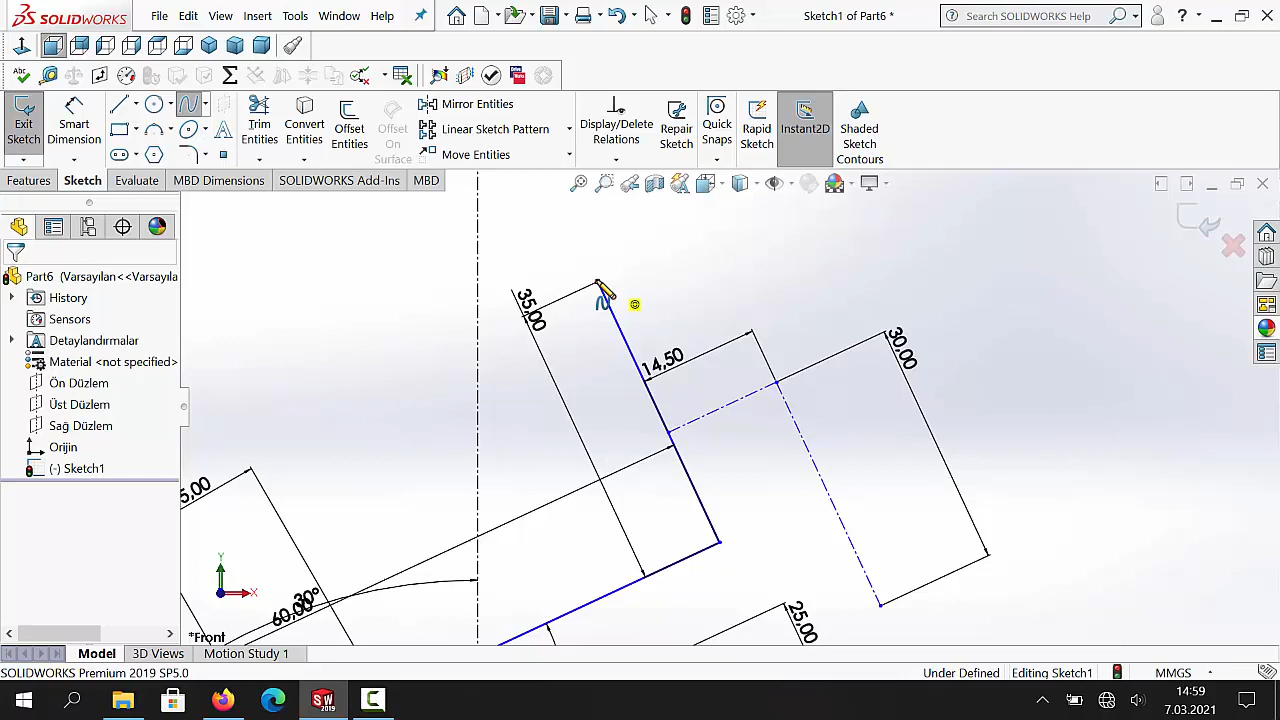 SOLIDWORKS File Edit View Insert Tools Window Help Sketch1 of Part6 * Search SOLIDWORKS Help
Exit Sketch
Smart Dimension
Trim Entities
Convert Entities
Offset Entities
Offset On Surface
Mirror Entities
Linear Sketch Pattern
Move Entities
Display/Delete Relations
Repair Sketch
Quick Snaps
Rapid Sketch
Instant2D
Shaded Sketch Contours
Features Sketch Evaluate MBD Dimensions SOLIDWORKS Add-Ins MBD
Part6 (Varsayılan<<Varsayıla
History
Sensors
Detaylandırmalar
Material <not specified>
Ön Düzlem
Üst Düzlem
Sağ Düzlem
Orijin
(-) Sketch1
35,00
14,50
30,00
5,00
60,00
30°
25,00
Y
X
*Front
Model 3D Views Motion Study 1
SOLIDWORKS Premium 2019 SP5.0 Under Defined Editing Sketch1 MMGS
14:59
7.03.2021